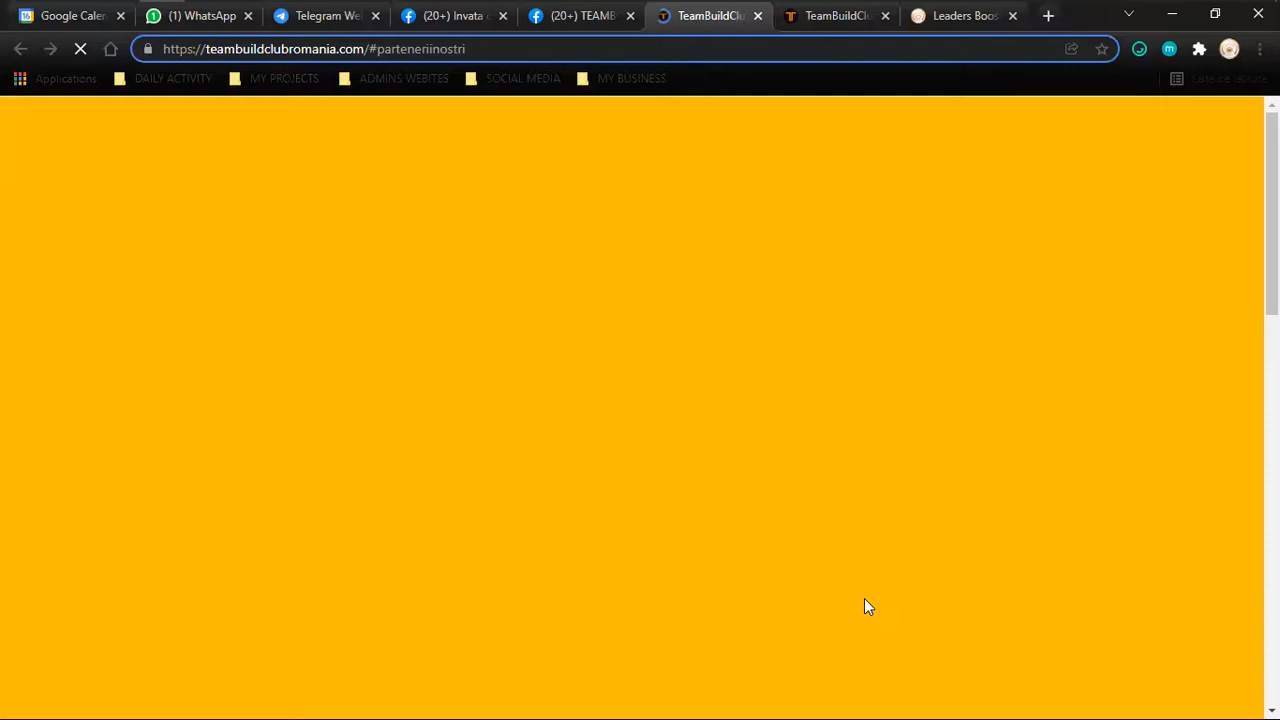 Google Calen (1) WhatsApp Telegram We (20+) Invata (20+) TEAMB TeamBuildClu TeamBuildClu Leaders Boos
https://teambuildclubromania.com/#parteneriinostri
Applications DAILY ACTIVITY MY PROJECTS ADMINS WEBITES SOCIAL MEDIA MY BUSINESS